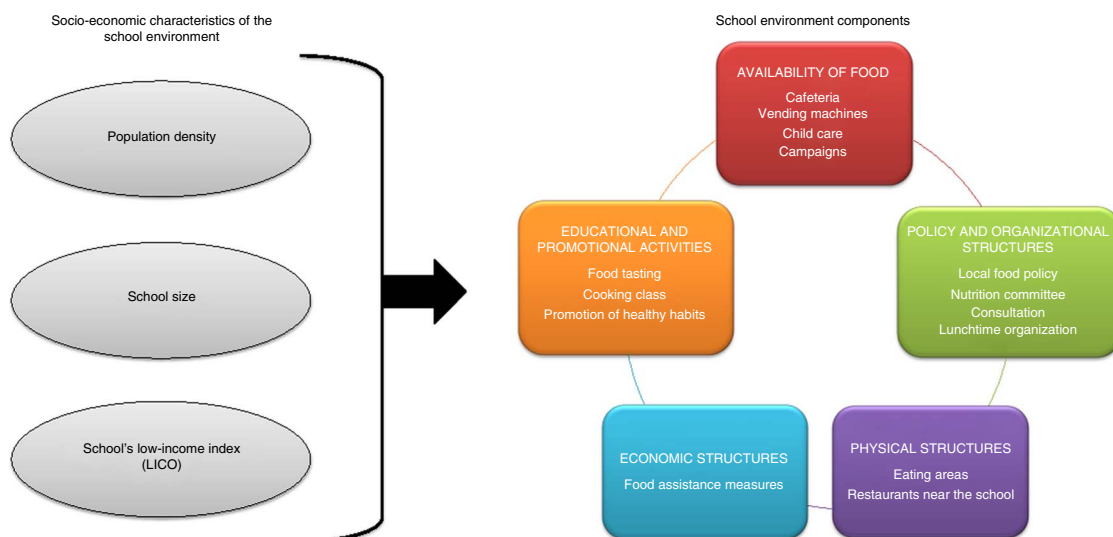 Socio-economic characteristics of the
school environment
Population density
School size
School's low-income index
(LICO)
School environment components
AVAILABILITY OF FOOD
Cafeteria
Vending machines
Child care
Campaigns
EDUCATIONAL AND
PROMOTIONAL ACTIVITIES
Food tasting
Cooking class
Promotion of healthy habits
POLICY AND ORGANIZATIONAL
STRUCTURES
Local food policy
Nutrition committee
Consultation
Lunchtime organization
ECONOMIC STRUCTURES
Food assistance measures
PHYSICAL STRUCTURES
Eating areas
Restaurants near the school